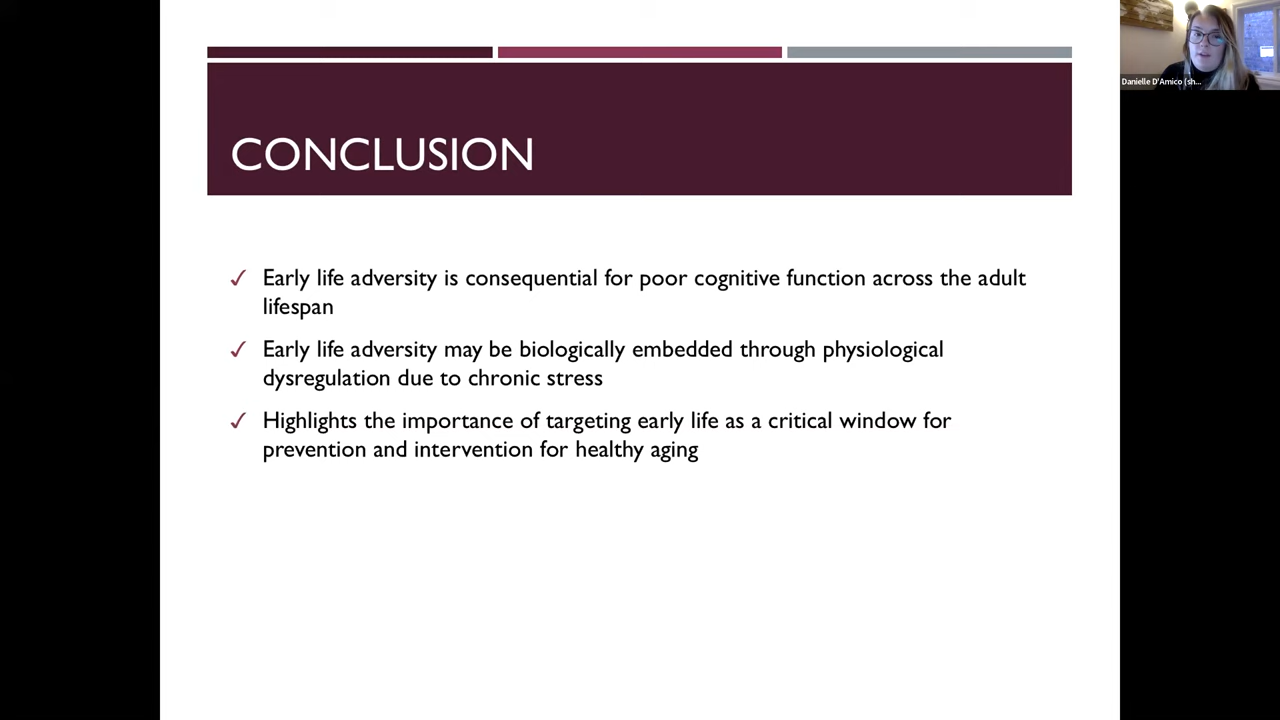 CONCLUSION
✓ Early life adversity is consequential for poor cognitive function across the adult
lifespan
✓ Early life adversity may be biologically embedded through physiological
dysregulation due to chronic stress
✓ Highlights the importance of targeting early life as a critical window for
prevention and intervention for healthy aging
Danielle D'Amico (sh...